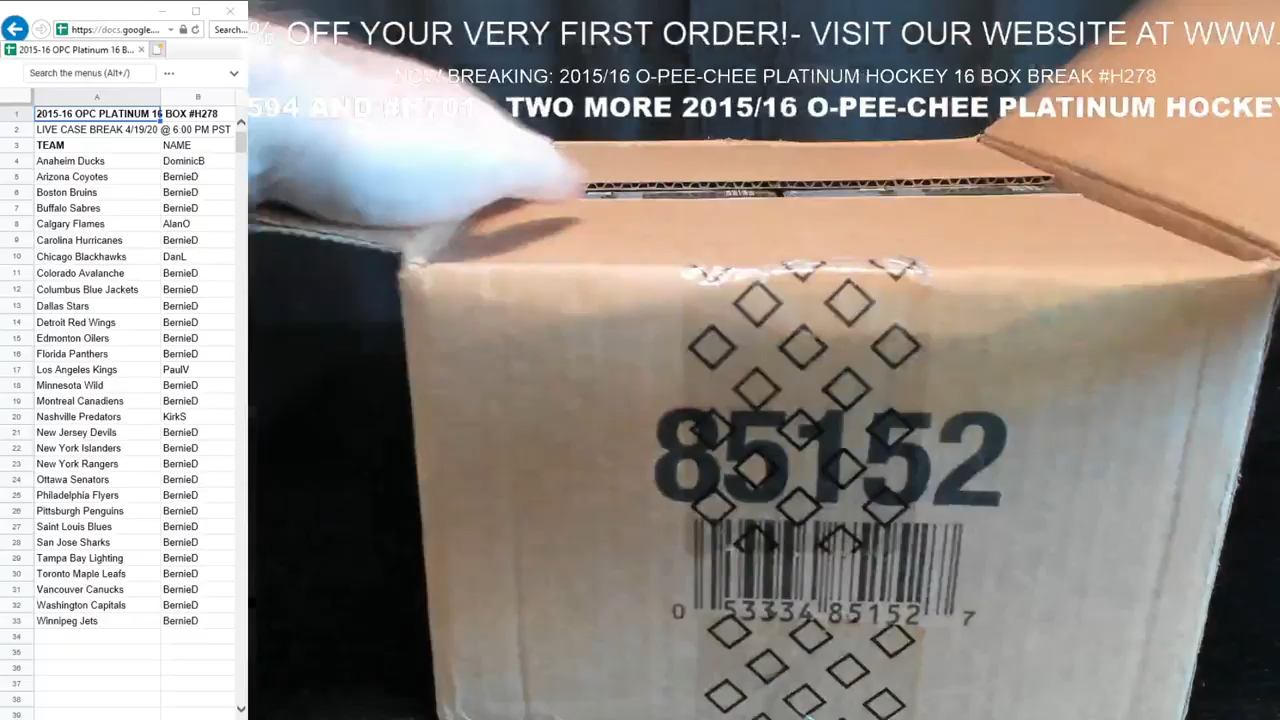 % OFF YOUR VERY FIRST ORDER!- VISIT OUR WEBSITE AT WWW.
NOW BREAKING: 2015/16 O-PEE-CHEE PLATINUM HOCKEY 16 BOX BREAK #H278
594 AND #H701 - TWO MORE 2015/16 O-PEE-CHEE PLATINUM HOCKEY
https://docs.google....
Search...
2015-16 OPC Platinum 16 B...
Search the menus (Alt+/)
A B
1 2015-16 OPC PLATINUM 16 BOX #H278
2 LIVE CASE BREAK 4/19/20 @ 6:00 PM PST
3 TEAM NAME
4 Anaheim Ducks DominicB
5 Arizona Coyotes BernieD
6 Boston Bruins BernieD
7 Buffalo Sabres BernieD
8 Calgary Flames AlanO
9 Carolina Hurricanes BernieD
10 Chicago Blackhawks DanL
11 Colorado Avalanche BernieD
12 Columbus Blue Jackets BernieD
13 Dallas Stars BernieD
14 Detroit Red Wings BernieD
15 Edmonton Oilers BernieD
16 Florida Panthers BernieD
17 Los Angeles Kings PaulV
18 Minnesota Wild BernieD
19 Montreal Canadiens BernieD
20 Nashville Predators KirkS
21 New Jersey Devils BernieD
22 New York Islanders BernieD
23 New York Rangers BernieD
24 Ottawa Senators BernieD
25 Philadelphia Flyers BernieD
26 Pittsburgh Penguins BernieD
27 Saint Louis Blues BernieD
28 San Jose Sharks BernieD
29 Tampa Bay Lighting BernieD
30 Toronto Maple Leafs BernieD
31 Vancouver Canucks BernieD
32 Washington Capitals BernieD
33 Winnipeg Jets BernieD
34
35
36
37
38
39
85152
0 53334 85152 7